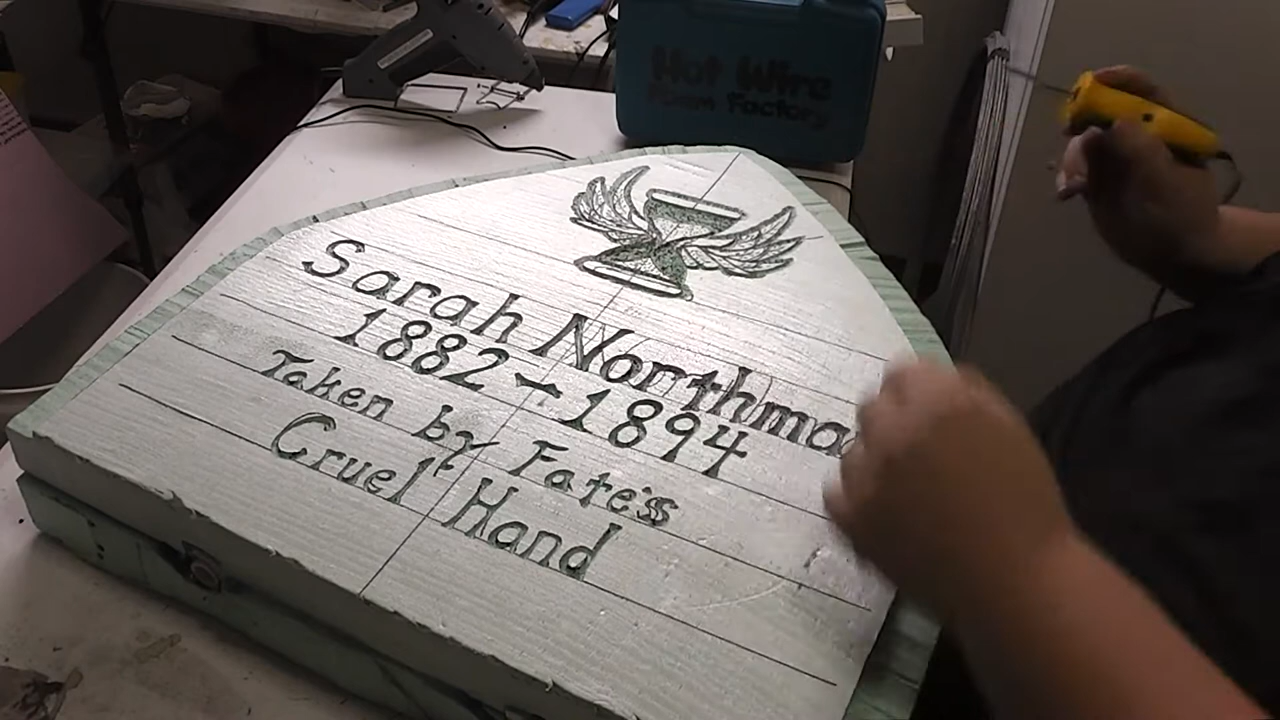 Hot Wire
Foam Factory
Sarah Northma
1882-1894
Taken by Fate's
Cruel Hand